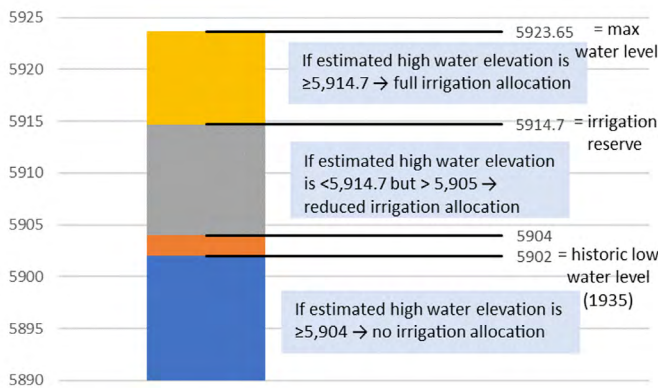 5925
5920
5915
5910
5905
5900
5895
5890
5923.65 = max
water level
If estimated high water elevation is
≥5,914.7 → full irrigation allocation
5914.7 = irrigation
reserve
If estimated high water elevation
is <5,914.7 but > 5,905 →
reduced irrigation allocation
5904
5902 = historic low
water level
(1935)
If estimated high water elevation is
≥5,904 → no irrigation allocation